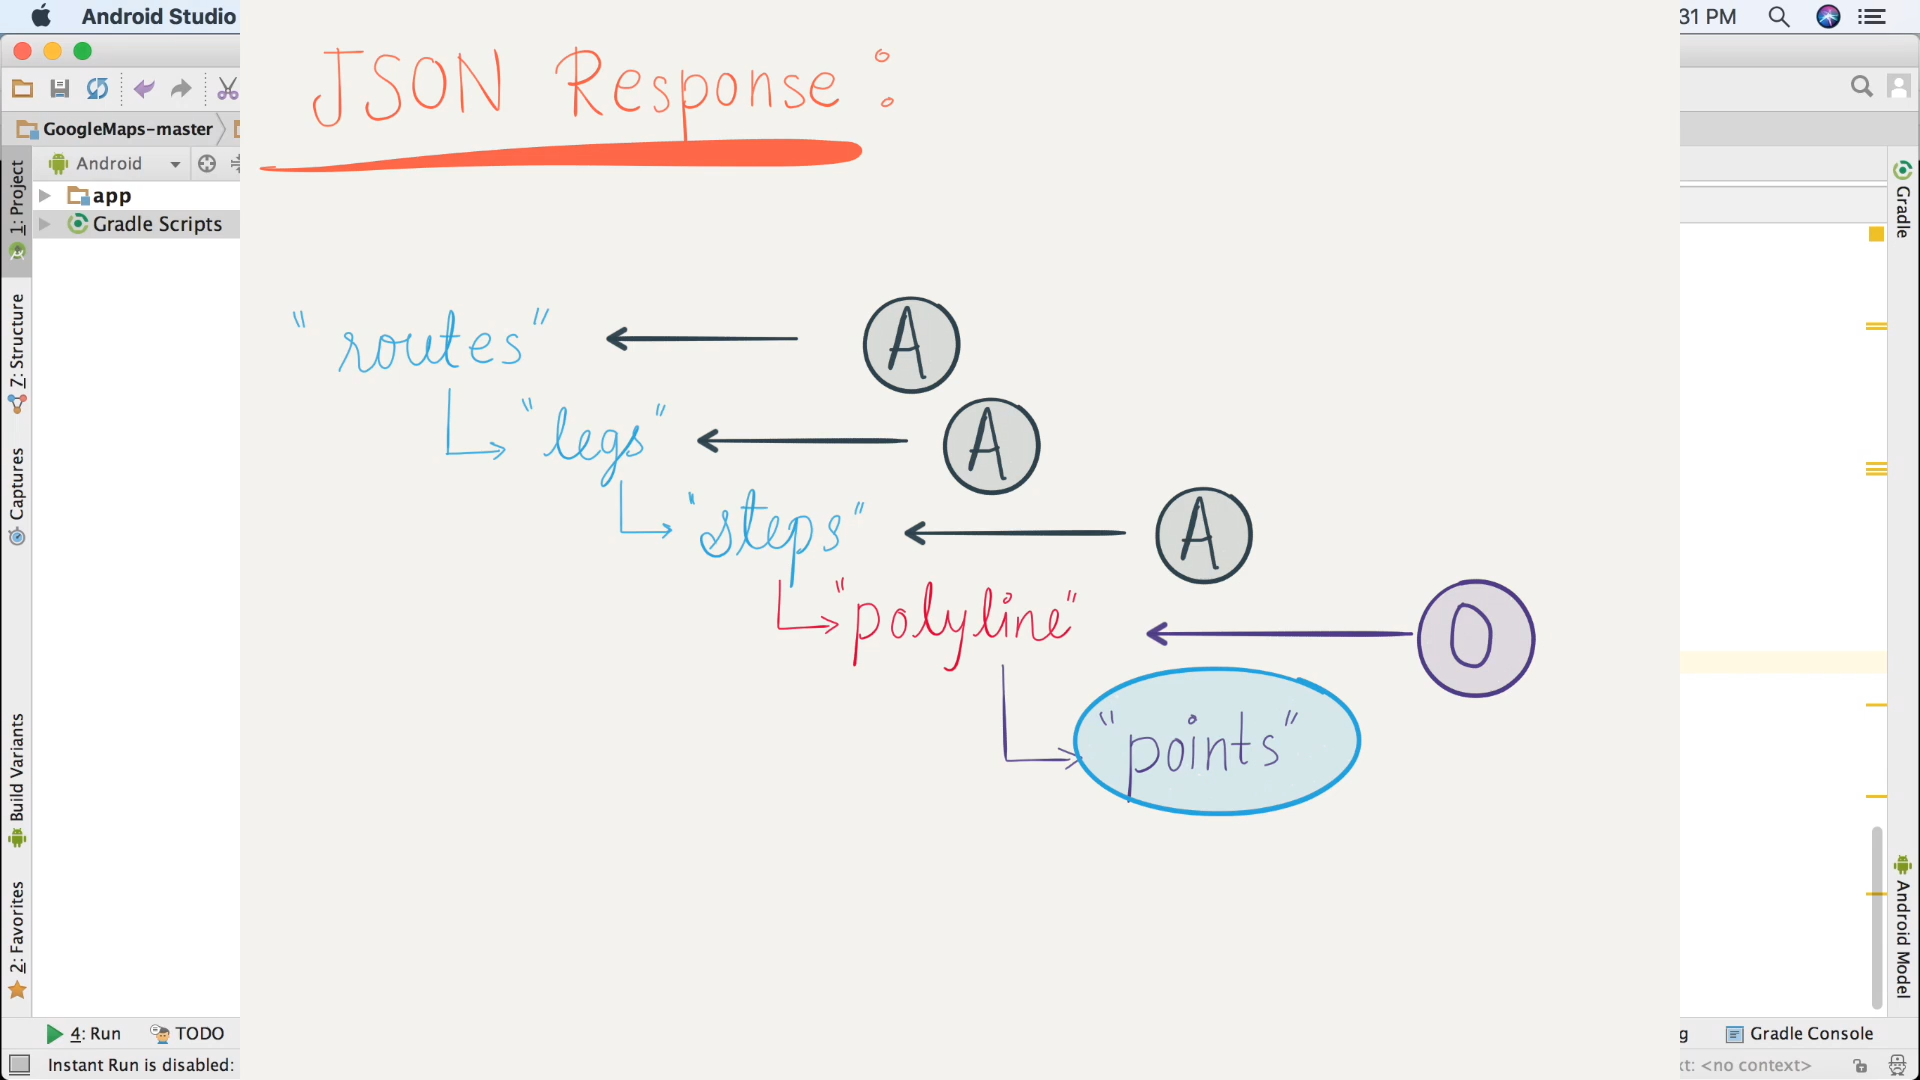 Android Studio
31 PM
GoogleMaps-master
Android
1: Project
app
Gradle Scripts
7: Structure
Captures
Build Variants
2: Favorites
JSON Response :
"routes" ← A
"legs" ← A
"steps" ← A
"polyline" ← O
"points"
Gradle
Android Model
4: Run
TODO
Gradle Console
Instant Run is disabled:
xt: <no context>